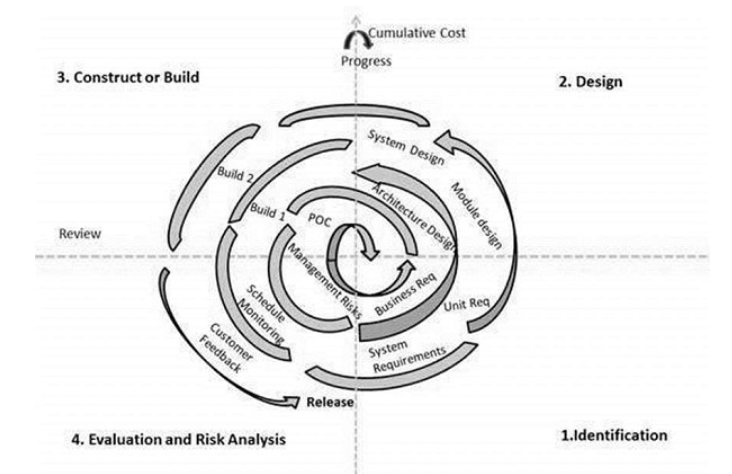 Cumulative Cost
Progress
3. Construct or Build
2. Design
System Design
Build 2
Architecture Design
Module design
Build 1
POC
Review
Management Risks
Business Req
Unit Req
Schedule
Monitoring
Customer
Feedback
System
Requirements
Release
4. Evaluation and Risk Analysis
1.Identification